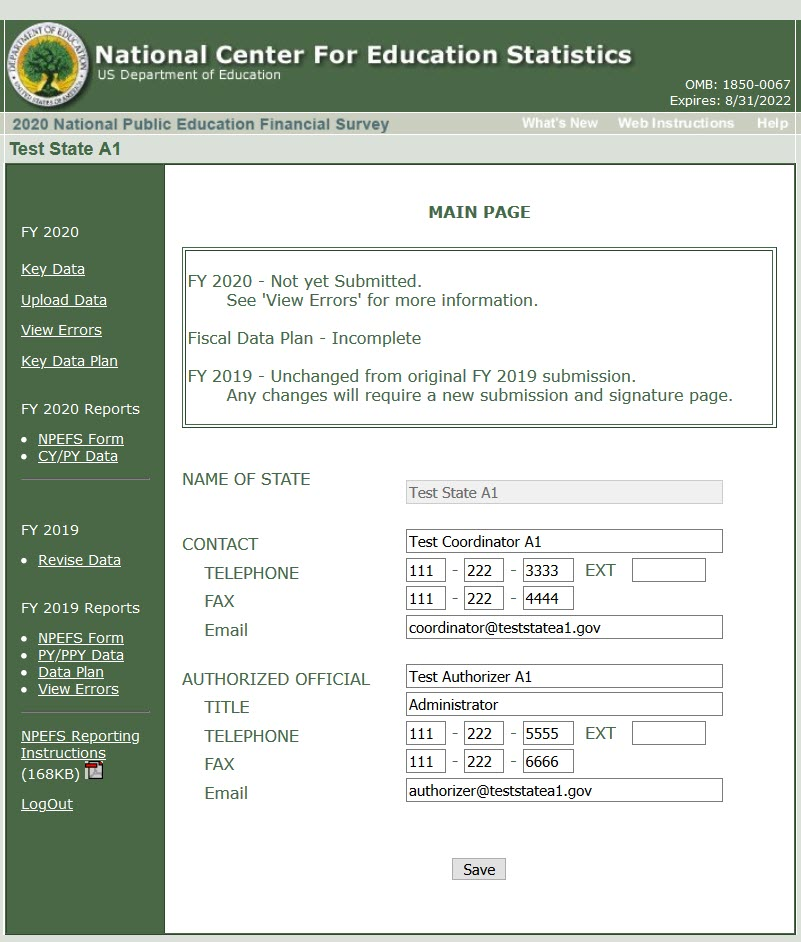 DEPARTMENT OF EDUCATION
UNITED STATES OF AMERICA
National Center For Education Statistics
US Department of Education
OMB: 1850-0067
Expires: 8/31/2022
2020 National Public Education Financial Survey What's New Web Instructions Help
Test State A1
FY 2020
Key Data
Upload Data
View Errors
Key Data Plan
FY 2020 Reports
• NPEFS Form
• CY/PY Data
FY 2019
• Revise Data
FY 2019 Reports
• NPEFS Form
• PY/PPY Data
• Data Plan
• View Errors
NPEFS Reporting
Instructions
(168KB)
LogOut
MAIN PAGE
FY 2020 - Not yet Submitted.
See 'View Errors' for more information.
Fiscal Data Plan - Incomplete
FY 2019 - Unchanged from original FY 2019 submission.
Any changes will require a new submission and signature page.
NAME OF STATE Test State A1
CONTACT Test Coordinator A1
TELEPHONE 111 - 222 - 3333 EXT
FAX 111 - 222 - 4444
Email coordinator@teststatea1.gov
AUTHORIZED OFFICIAL Test Authorizer A1
TITLE Administrator
TELEPHONE 111 - 222 - 5555 EXT
FAX 111 - 222 - 6666
Email authorizer@teststatea1.gov
Save